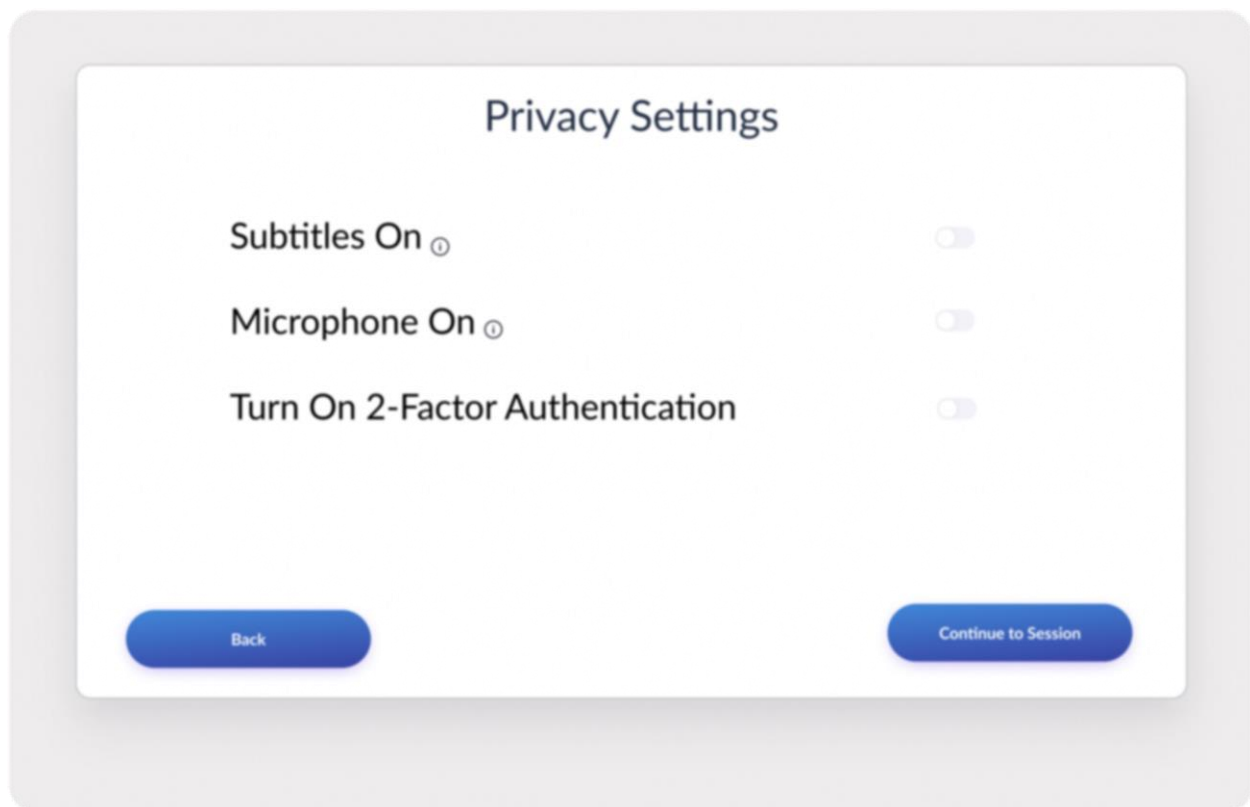 Privacy Settings
Subtitles On
Microphone On
Turn On 2-Factor Authentication
Back
Continue to Session